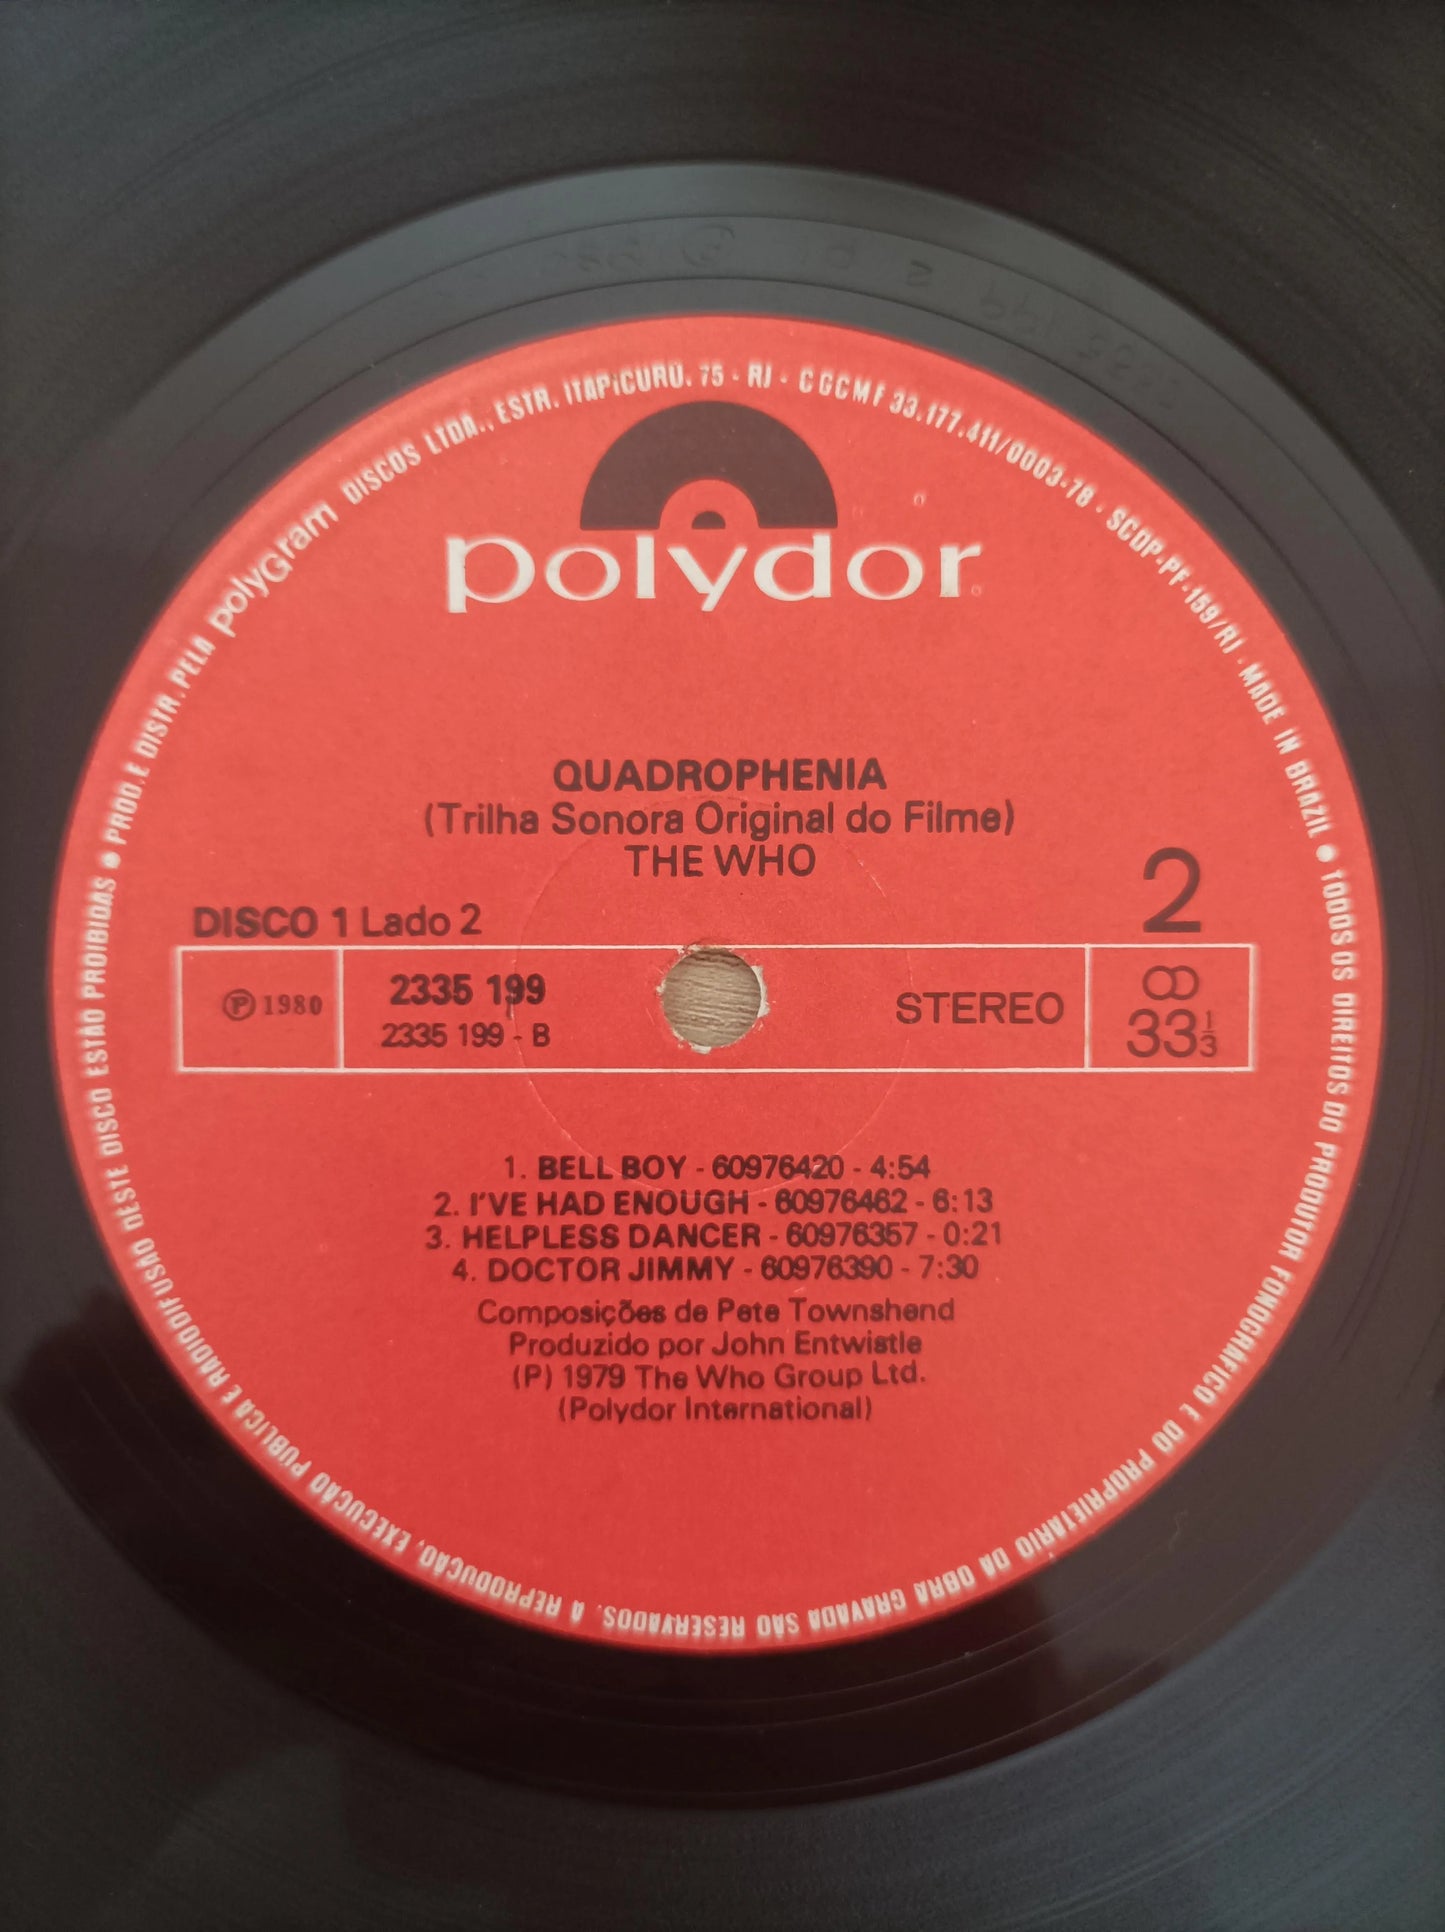 PROD. E DISTR. PELA polyGram DISCOS LTDA., ESTR. ITAPICURU, 75 - RJ - CGCMF 33.177.411/0003-78 - SCDP-PF-159/RJ - MADE IN BRAZIL
● TODOS OS DIREITOS DO PRODUTOR FONOGRÁFICO E DO PROPRIETÁRIO DA OBRA GRAVADA SÃO RESERVADOS. A REPRODUÇÃO, EXECUÇÃO PÚBLICA E RADIODIFUSÃO DESTE DISCO ESTÃO PROIBIDAS ●
polydor
QUADROPHENIA
(Trilha Sonora Original do Filme)
THE WHO
DISCO 1 Lado 2
2
℗ 1980
2335 199
2335 199 - B
STEREO
33 1/3
1. BELL BOY - 60976420 - 4:54
2. I'VE HAD ENOUGH - 60976462 - 6:13
3. HELPLESS DANCER - 60976357 - 0:21
4. DOCTOR JIMMY - 60976390 - 7:30
Composições de Pete Townshend
Produzido por John Entwistle
(P) 1979 The Who Group Ltd.
(Polydor International)